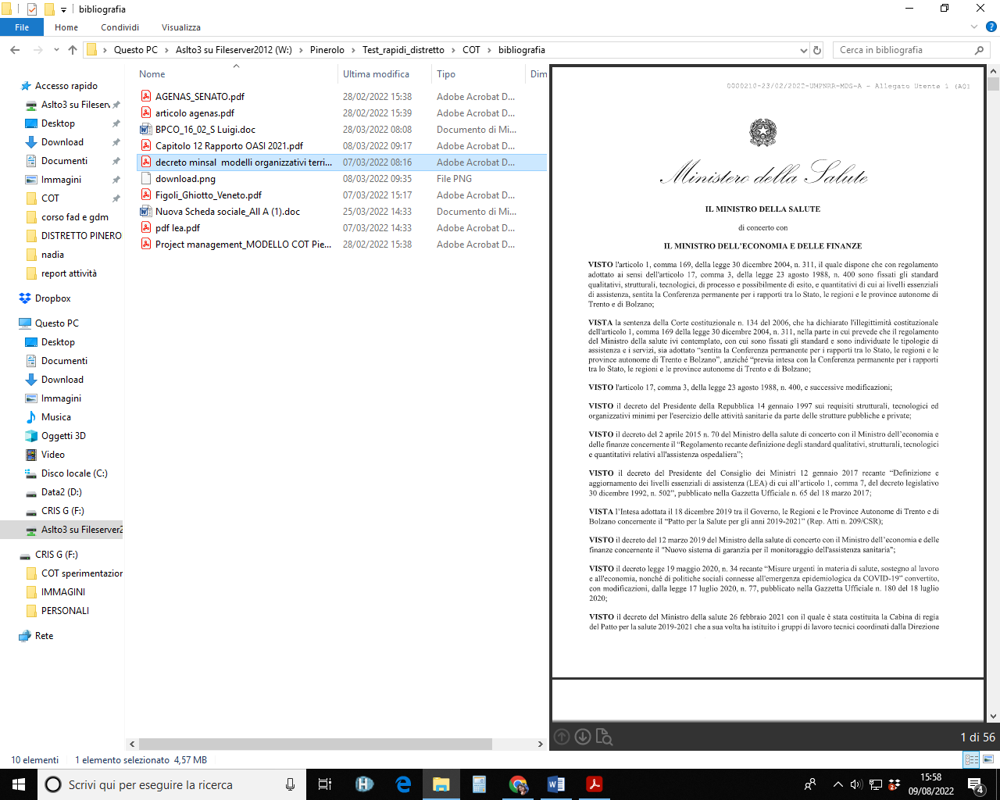 bibliografia
File Home Condividi Visualizza
Questo PC Aslto3 su Fileserver2012 (W:) Pinerolo Test_rapidi_distretto COT bibliografia
Cerca in bibliografia
Accesso rapido
Aslto3 su Fileserv
Desktop
Download
Documenti
Immagini
COT
corso fad e gdm
DISTRETTO PINERO
nadia
report attività
Dropbox
Questo PC
Desktop
Documenti
Download
Immagini
Musica
Oggetti 3D
Video
Disco locale (C:)
Data2 (D:)
CRIS G (F:)
Aslto3 su Fileserver2
CRIS G (F:)
COT sperimentazior
IMMAGINI
PERSONALI
Rete
Nome Ultima modifica Tipo Dim
AGENAS_SENATO.pdf 28/02/2022 15:38 Adobe Acrobat D...
articolo agenas.pdf 28/02/2022 15:39 Adobe Acrobat D...
BPCO_16_02_S Luigi.doc 28/03/2022 08:08 Documento di Mi...
Capitolo 12 Rapporto OASI 2021.pdf 08/03/2022 09:17 Adobe Acrobat D...
decreto minsal  modelli organizzativi terri... 07/03/2022 08:16 Adobe Acrobat D...
download.png 08/03/2022 09:35 File PNG
Figoli_Ghiotto_Veneto.pdf 07/03/2022 15:17 Adobe Acrobat D...
Nuova Scheda sociale_All A (1).doc 25/03/2022 14:33 Documento di Mi...
pdf lea.pdf 07/03/2022 14:33 Adobe Acrobat D...
Project management_MODELLO COT Pie... 28/02/2022 15:38 Adobe Acrobat D...
0000210-23/02/2022-UMPNRR-MDS-A - Allegato Utente 1 (A01)
Ministero della Salute
IL MINISTRO DELLA SALUTE
di concerto con
IL MINISTRO DELL'ECONOMIA E DELLE FINANZE
VISTO l'articolo 1, comma 169, della legge 30 dicembre 2004, n. 311, il quale dispone che con regolamento
adottato ai sensi dell'articolo 17, comma 3, della legge 23 agosto 1988, n. 400 sono fissati gli standard
qualitativi, strutturali, tecnologici, di processo e possibilmente di esito, e quantitativi di cui ai livelli essenziali
di assistenza, sentita la Conferenza permanente per i rapporti tra lo Stato, le regioni e le province autonome di
Trento e di Bolzano;
VISTA la sentenza della Corte costituzionale n. 134 del 2006, che ha dichiarato l'illegittimità costituzionale
dell'articolo 1, comma 169 della legge 30 dicembre 2004, n. 311, nella parte in cui prevede che il regolamento
del Ministro della salute ivi contemplato, con cui sono fissati gli standard e sono individuate le tipologie di
assistenza e i servizi, sia adottato “sentita la Conferenza permanente per i rapporti tra lo Stato, le regioni e le
province autonome di Trento e Bolzano”, anziché “previa intesa con la Conferenza permanente per i rapporti
tra lo Stato, le regioni e le province autonome di Trento e di Bolzano;
VISTO l'articolo 17, comma 3, della legge 23 agosto 1988, n. 400, e successive modificazioni;
VISTO il decreto del Presidente della Repubblica 14 gennaio 1997 sui requisiti strutturali, tecnologici ed
organizzativi minimi per l'esercizio delle attività sanitarie da parte delle strutture pubbliche e private;
VISTO il decreto del 2 aprile 2015 n. 70 del Ministro della salute di concerto con il Ministro dell'economia e
delle finanze concernente il “Regolamento recante definizione degli standard qualitativi, strutturali, tecnologici
e quantitativi relativi all'assistenza ospedaliera”;
VISTO il decreto del Presidente del Consiglio dei Ministri 12 gennaio 2017 recante “Definizione e
aggiornamento dei livelli essenziali di assistenza (LEA) di cui all'articolo 1, comma 7, del decreto legislativo
30 dicembre 1992, n. 502”, pubblicato nella Gazzetta Ufficiale n. 65 del 18 marzo 2017;
VISTA l'Intesa adottata il 18 dicembre 2019 tra il Governo, le Regioni e le Province Autonome di Trento e di
Bolzano concernente il “Patto per la Salute per gli anni 2019-2021” (Rep. Atti n. 209/CSR);
VISTO il decreto del 12 marzo 2019 del Ministro della salute di concerto con il Ministro dell'economia e delle
finanze concernente il "Nuovo sistema di garanzia per il monitoraggio dell'assistenza sanitaria";
VISTO il decreto legge 19 maggio 2020, n. 34 recante “Misure urgenti in materia di salute, sostegno al lavoro
e all'economia, nonché di politiche sociali connesse all'emergenza epidemiologica da COVID-19” convertito,
con modificazioni, dalla legge 17 luglio 2020, n. 77, pubblicato nella Gazzetta Ufficiale n. 180 del 18 luglio
2020;
VISTO il decreto del Ministro della salute 26 febbraio 2021 con il quale è stata costituita la Cabina di regia
del Patto per la salute 2019-2021 che a sua volta ha istituito i gruppi di lavoro tecnici coordinati dalla Direzione
1 di 56
10 elementi 1 elemento selezionato 4,57 MB
Scrivi qui per eseguire la ricerca
15:58
09/08/2022
4